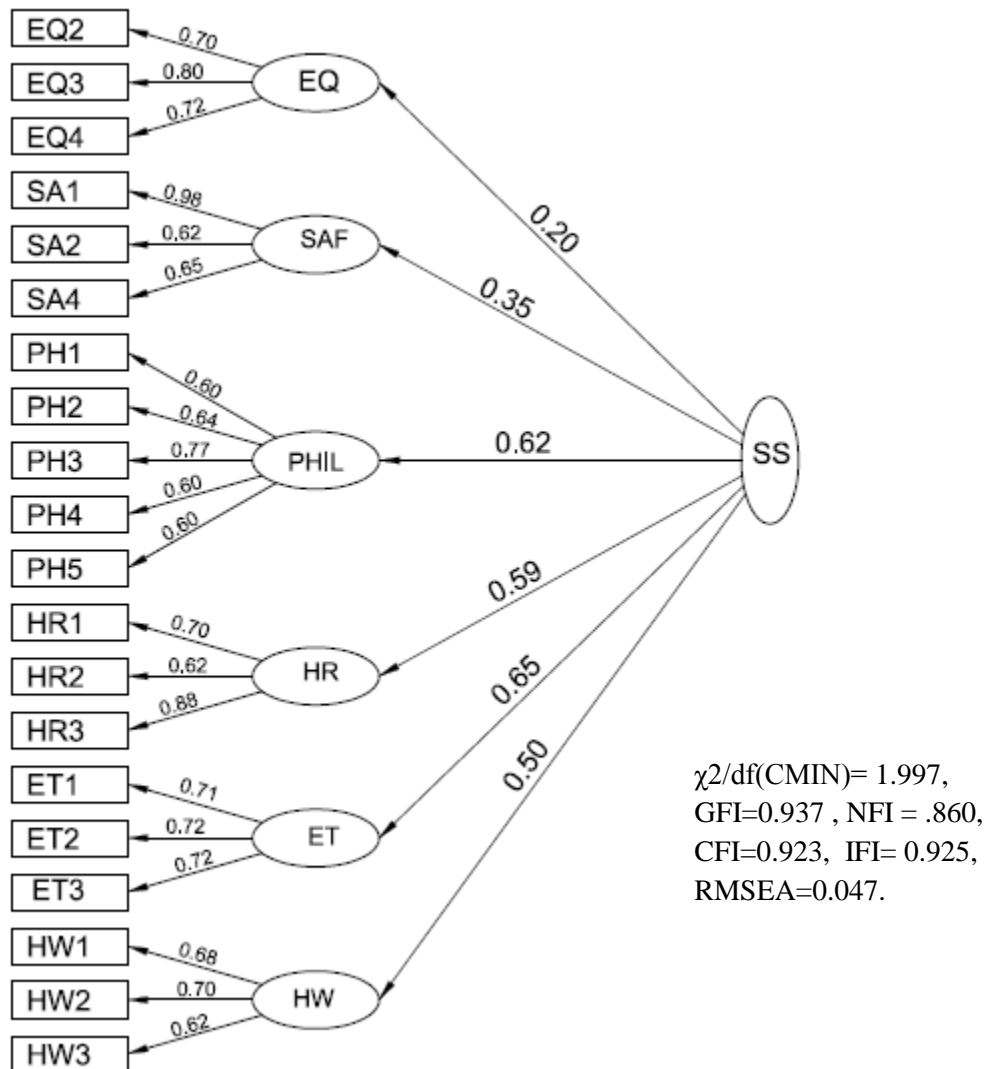 EQ2
0.70
EQ3
0.80
EQ
EQ4
0.72
SA1
0.98
SA2
0.62
SAF
SA4
0.65
PH1
0.60
PH2
0.64
PH3
0.77
PHIL
PH4
0.60
PH5
0.60
HR1
0.70
HR2
0.62
HR
HR3
0.88
ET1
0.71
ET2
0.72
ET
ET3
0.72
HW1
0.68
HW2
0.70
HW
HW3
0.62
0.20
0.35
0.62
0.59
0.65
0.50
SS
χ2/df(CMIN)= 1.997,
GFI=0.937 , NFI = .860,
CFI=0.923, IFI= 0.925,
RMSEA=0.047.